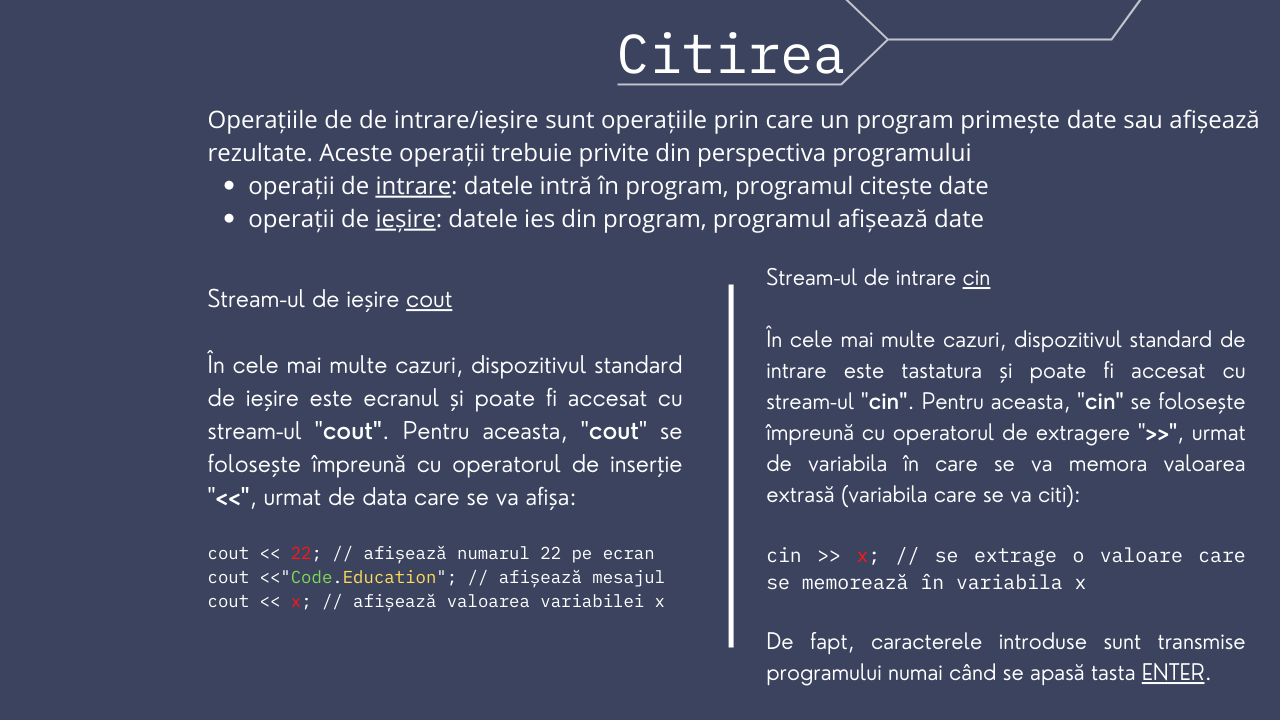 Citirea
Operațiile de de intrare/ieșire sunt operațiile prin care un program primește date sau afișează
rezultate. Aceste operații trebuie privite din perspectiva programului
• operații de intrare: datele intră în program, programul citește date
• operații de ieșire: datele ies din program, programul afișează date
Stream-ul de ieșire cout
În cele mai multe cazuri, dispozitivul standard
de ieșire este ecranul și poate fi accesat cu
stream-ul "cout". Pentru aceasta, "cout" se
folosește împreună cu operatorul de inserție
"<<", urmat de data care se va afișa:
cout << 22; // afișează numarul 22 pe ecran
cout <<"Code.Education"; // afișează mesajul
cout << x; // afișează valoarea variabilei x
Stream-ul de intrare cin
În cele mai multe cazuri, dispozitivul standard de
intrare este tastatura și poate fi accesat cu
stream-ul "cin". Pentru aceasta, "cin" se folosește
împreună cu operatorul de extragere ">>", urmat
de variabila în care se va memora valoarea
extrasă (variabila care se va citi):
cin >> x; // se extrage o valoare care
se memorează în variabila x
De fapt, caracterele introduse sunt transmise
programului numai când se apasă tasta ENTER.